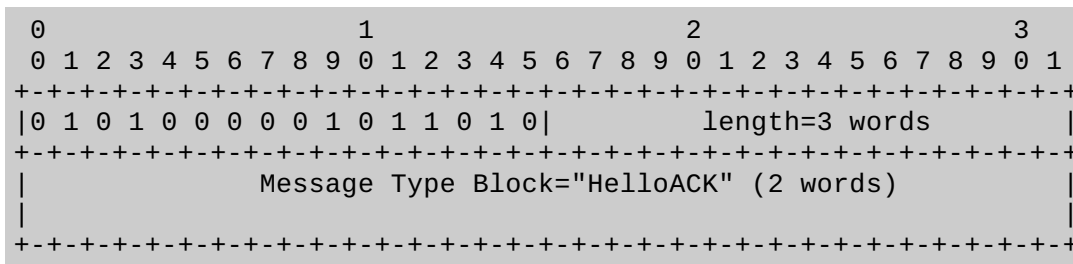 0                   1                   2                   3
 0 1 2 3 4 5 6 7 8 9 0 1 2 3 4 5 6 7 8 9 0 1 2 3 4 5 6 7 8 9 0 1
+-+-+-+-+-+-+-+-+-+-+-+-+-+-+-+-+-+-+-+-+-+-+-+-+-+-+-+-+-+-+-+-+
|0 1 0 1 0 0 0 0 0 1 0 1 1 0 1 0|         length=3 words        |
+-+-+-+-+-+-+-+-+-+-+-+-+-+-+-+-+-+-+-+-+-+-+-+-+-+-+-+-+-+-+-+-+
|              Message Type Block="HelloACK" (2 words)          |
|                                                               |
+-+-+-+-+-+-+-+-+-+-+-+-+-+-+-+-+-+-+-+-+-+-+-+-+-+-+-+-+-+-+-+-+